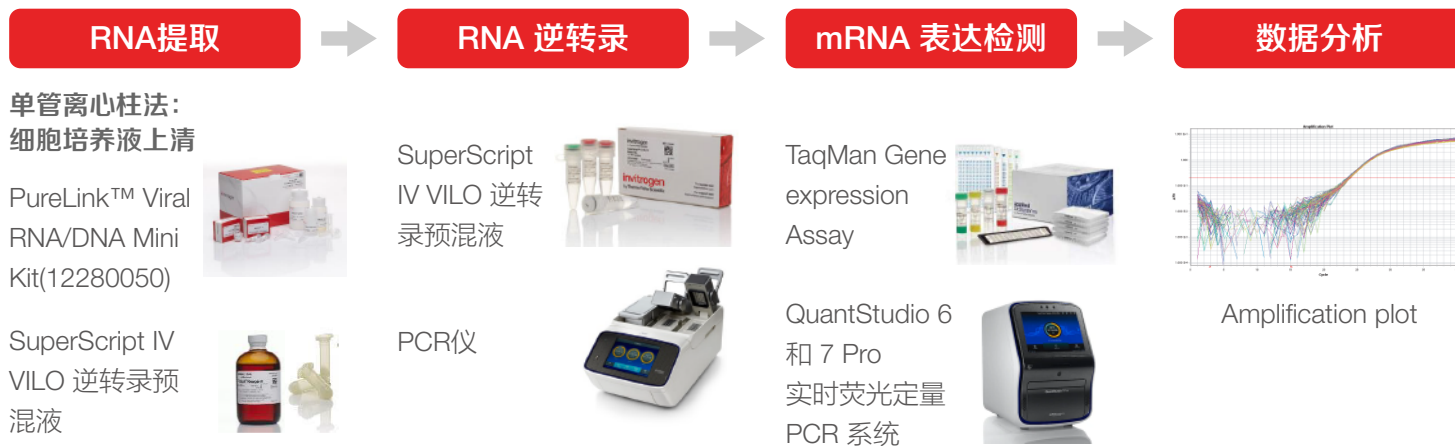 RNA提取
RNA 逆转录
mRNA 表达检测
数据分析
单管离心柱法：
细胞培养液上清
PureLink™ Viral
RNA/DNA Mini
Kit(12280050)
SuperScript IV
VILO 逆转录预
混液
SuperScript
IV VILO 逆转
录预混液
invitrogen
PCR仪
TaqMan Gene
expression
Assay
QuantStudio 6
和 7 Pro
实时荧光定量
PCR 系统
Amplification Plot
Cycle
Amplification plot